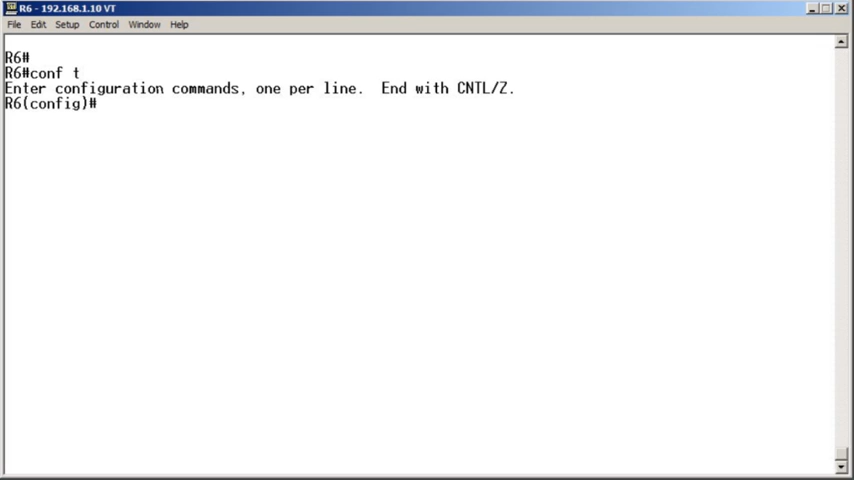 R6 - 192.168.1.10 VT
File Edit Setup Control Window Help
R6#
R6#conf t
Enter configuration commands, one per line.  End with CNTL/Z.
R6(config)#